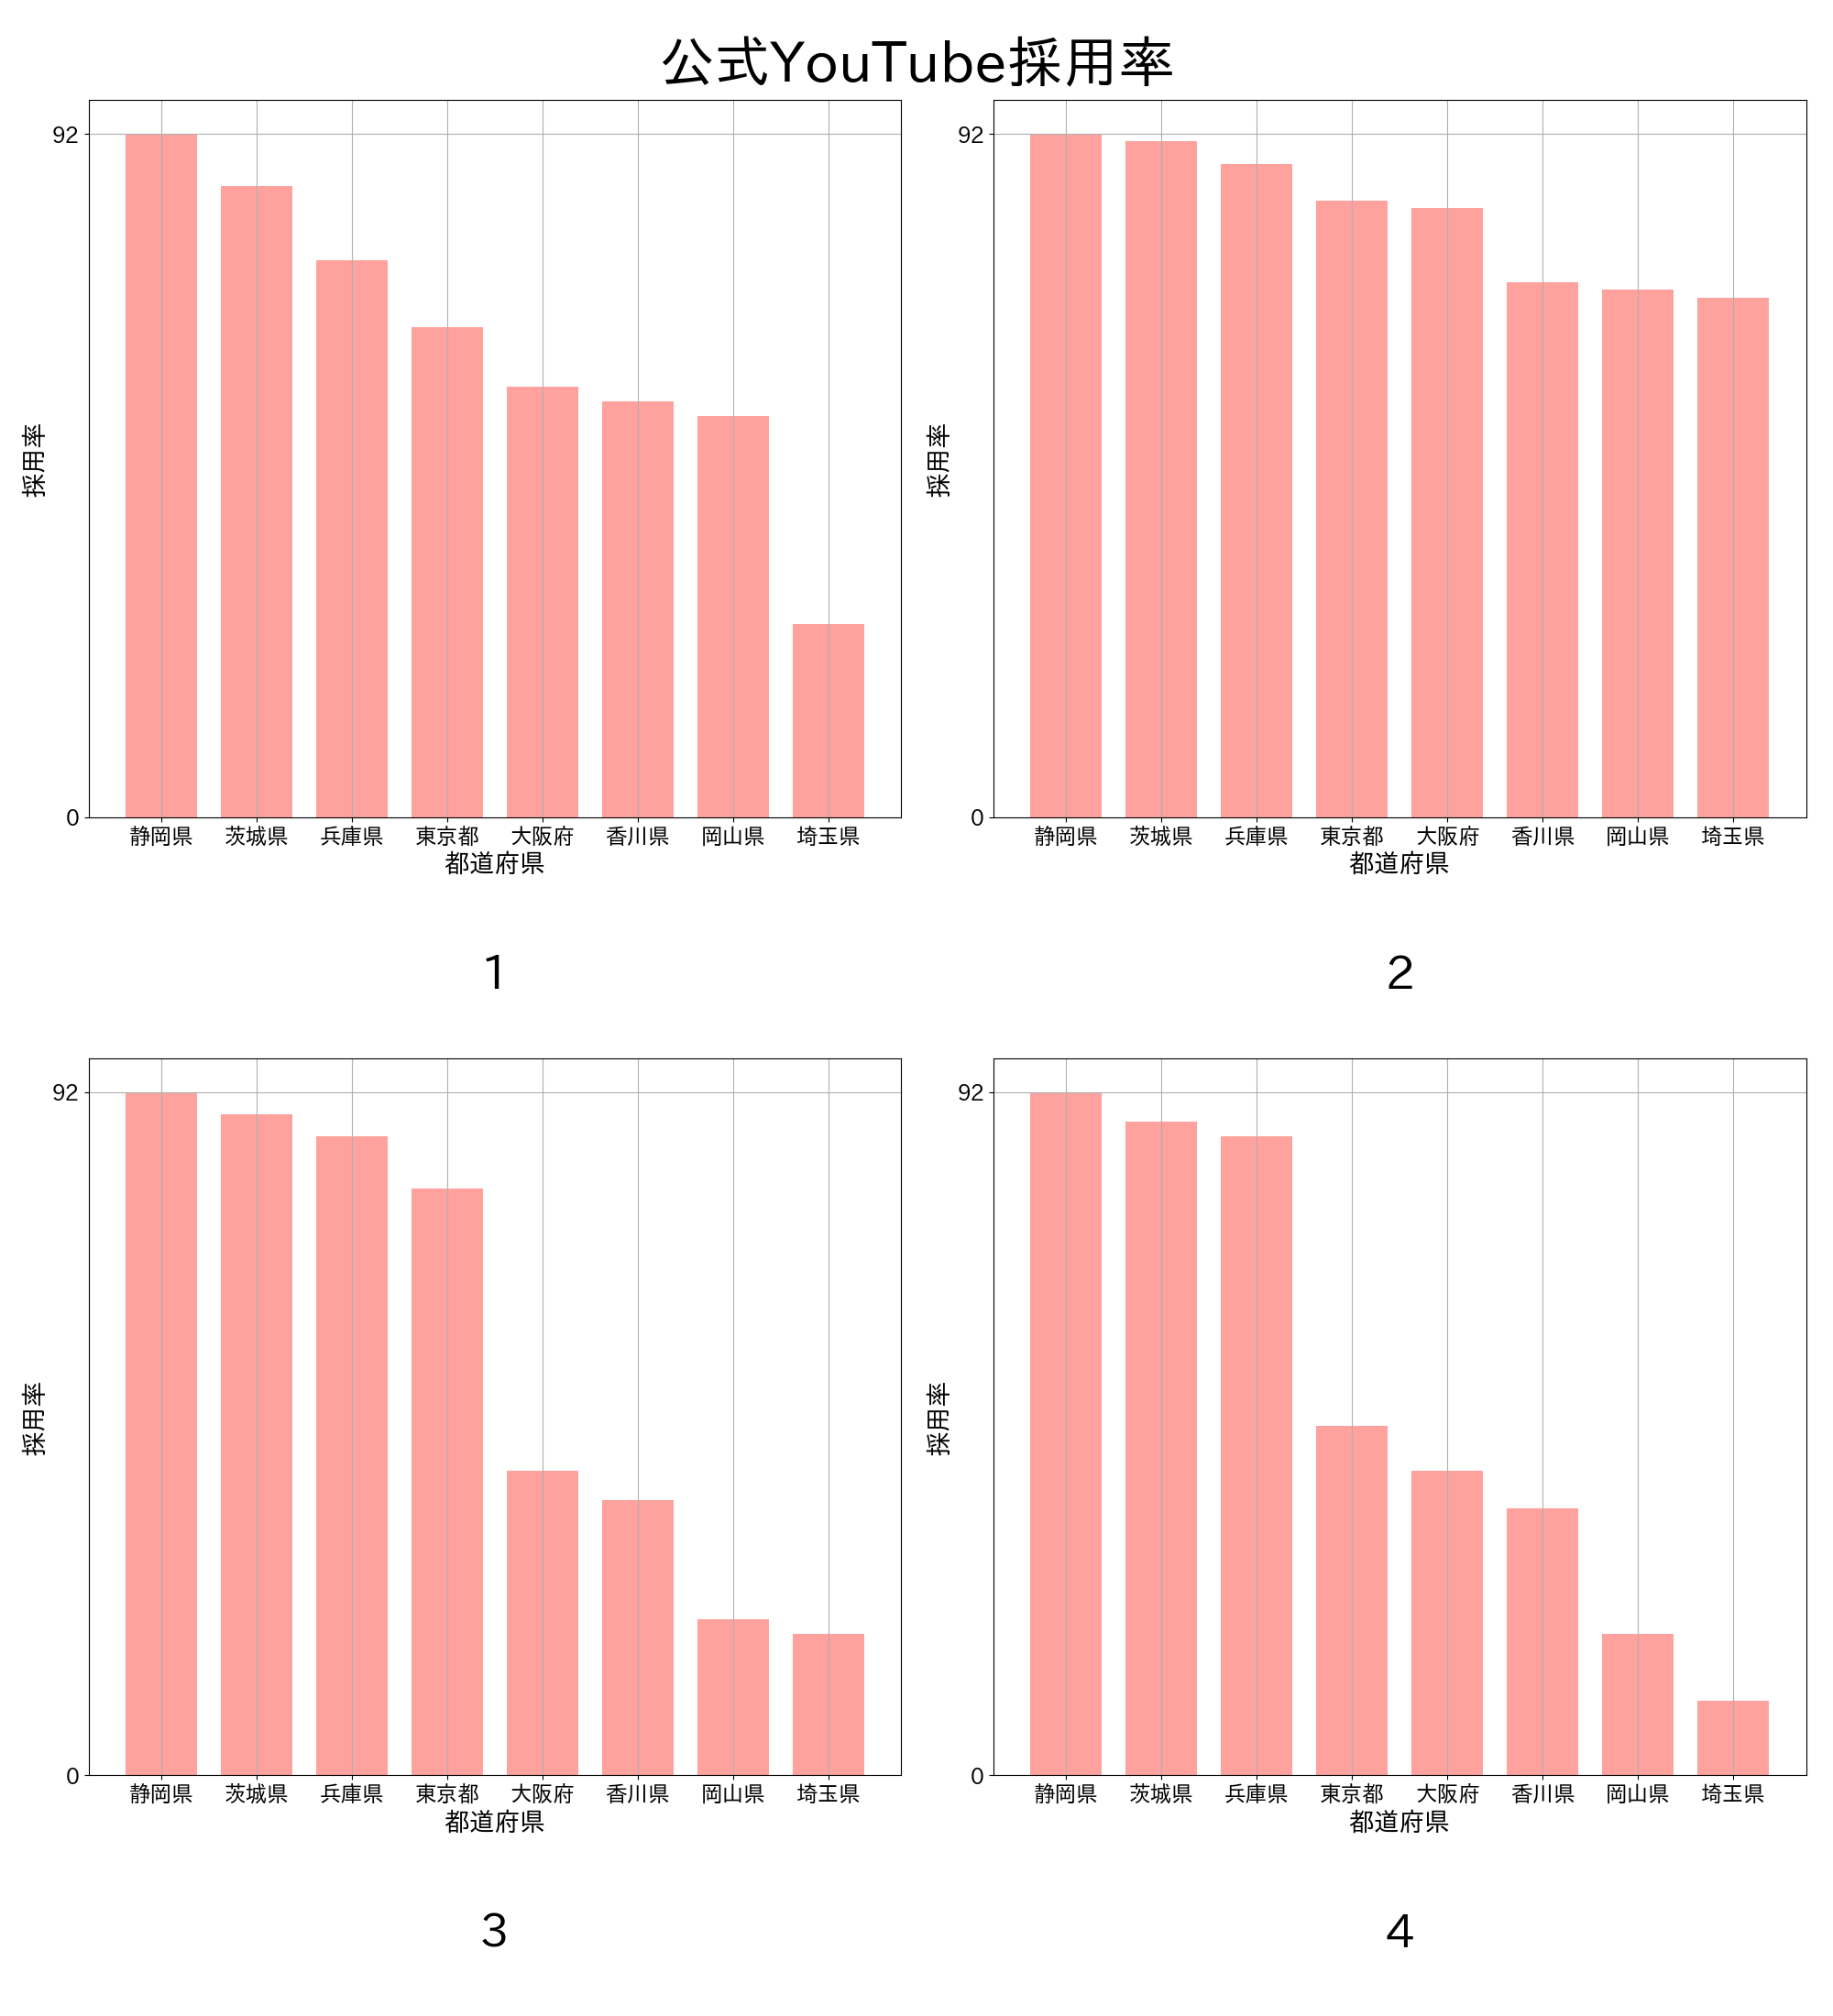 公式YouTube採用率
92
0
採用率
静岡県 茨城県 兵庫県 東京都 大阪府 香川県 岡山県 埼玉県
都道府県
1
92
0
採用率
静岡県 茨城県 兵庫県 東京都 大阪府 香川県 岡山県 埼玉県
都道府県
2
92
0
採用率
静岡県 茨城県 兵庫県 東京都 大阪府 香川県 岡山県 埼玉県
都道府県
3
92
0
採用率
静岡県 茨城県 兵庫県 東京都 大阪府 香川県 岡山県 埼玉県
都道府県
4